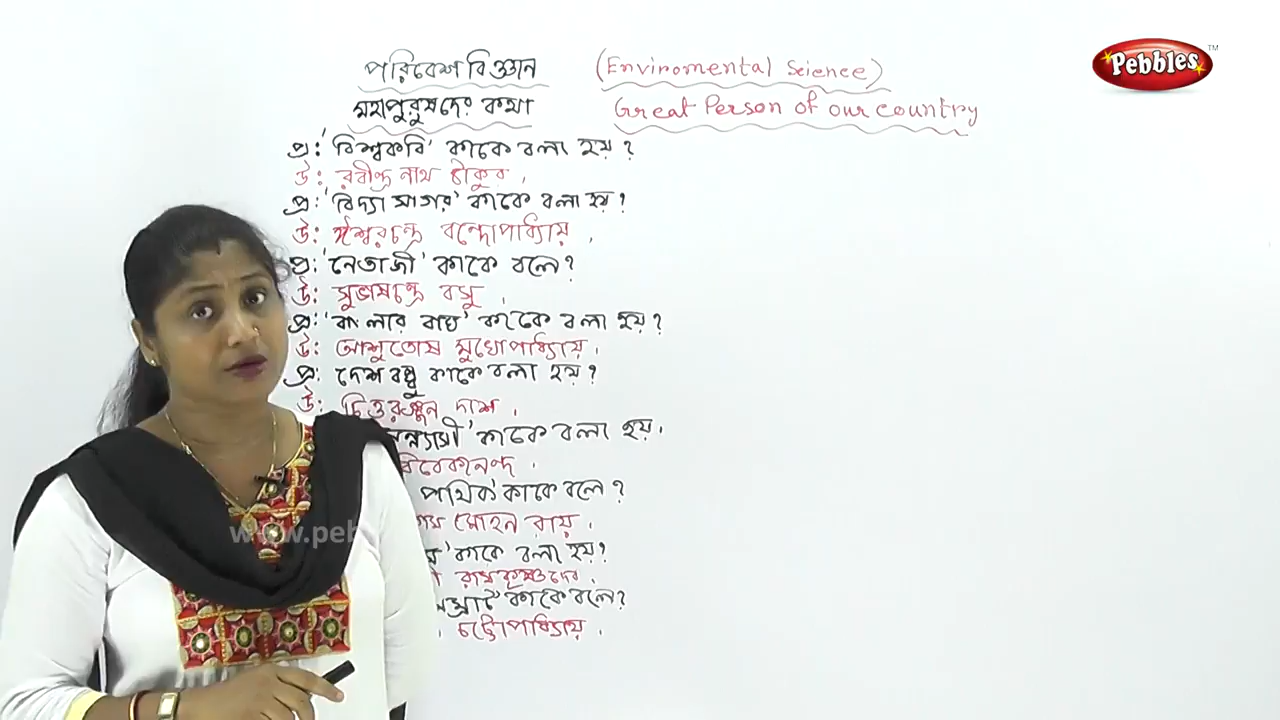 পরিবেশ বিজ্ঞান (Enviromental Science)
Pebbles TM
মহাপুরুষদের কথা Great Person of our country
প্র: 'বিশ্বকবি' কাকে বলা হয়?
উ: রবীন্দ্র নাথ ঠাকুর.
প্র: 'বিদ্যাসাগর' কাকে বলা হয়?
উ: ঈশ্বরচন্দ্র বন্দোপাধ্যায়.
প্র: 'নেতাজী' কাকে বলে?
উ: সুভাষচন্দ্র বসু.
প্র: 'বাংলার বাঘ' কাকে বলা হয়?
উ: আশুতোষ মুখোপাধ্যায়.
প্র: দেশবন্ধু কাকে বলা হয়?
উ: চিত্তরঞ্জন দাশ.
কাকে বলা হয়.
বিবেকানন্দ.
পথিক' কাকে বলে?
মোহন রায়.
কাকে বলা হয়?
রামকৃষ্ণদেব.
কাকে বলে?
চট্টোপাধ্যায়.
www.peb